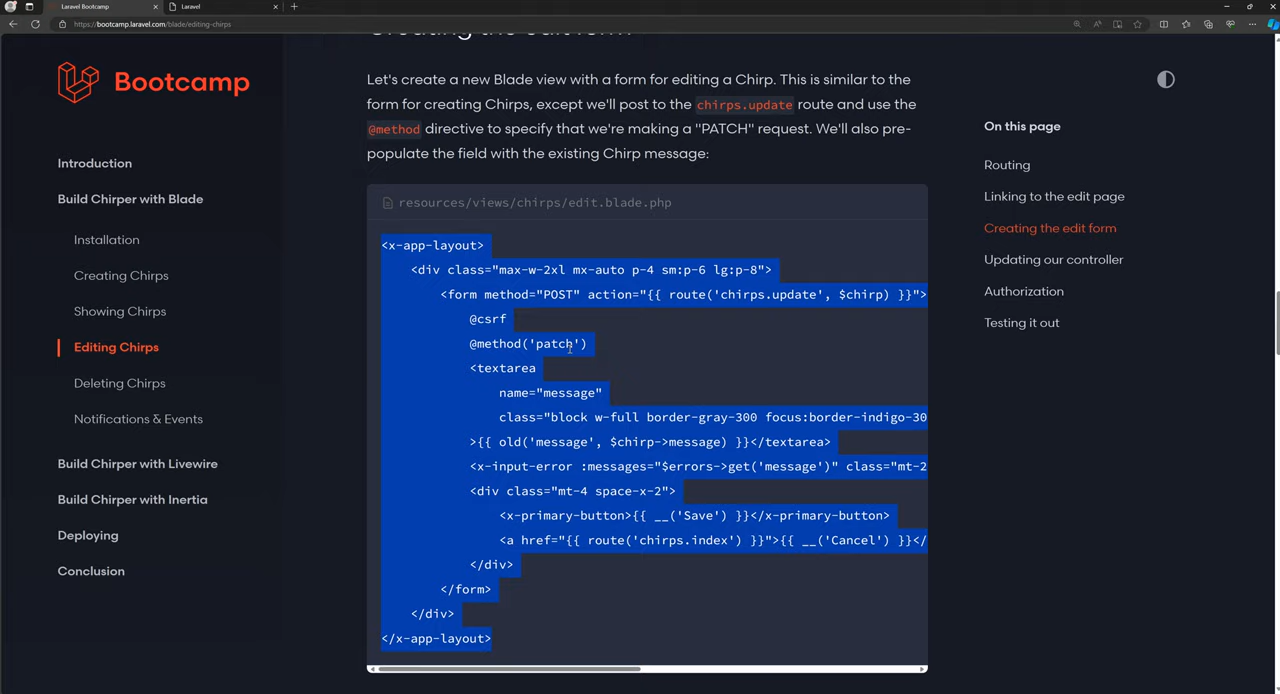 Laravel Bootcamp
Laravel
https://bootcamp.laravel.com/blade/editing-chirps
Bootcamp
Introduction
Build Chirper with Blade
Installation
Creating Chirps
Showing Chirps
Editing Chirps
Deleting Chirps
Notifications & Events
Build Chirper with Livewire
Build Chirper with Inertia
Deploying
Conclusion
Creating the edit form
Let's create a new Blade view with a form for editing a Chirp. This is similar to the
form for creating Chirps, except we'll post to the chirps.update route and use the
@method directive to specify that we're making a "PATCH" request. We'll also pre-
populate the field with the existing Chirp message:
resources/views/chirps/edit.blade.php
<x-app-layout>
<div class="max-w-2xl mx-auto p-4 sm:p-6 lg:p-8">
<form method="POST" action="{{ route('chirps.update', $chirp) }}">
@csrf
@method('patch')
<textarea
name="message"
class="block w-full border-gray-300 focus:border-indigo-30
>{{ old('message', $chirp->message) }}</textarea>
<x-input-error :messages="$errors->get('message')" class="mt-2
<div class="mt-4 space-x-2">
<x-primary-button>{{ __('Save') }}</x-primary-button>
<a href="{{ route('chirps.index') }}">{{ __('Cancel') }}</
</div>
</form>
</div>
</x-app-layout>
On this page
Routing
Linking to the edit page
Creating the edit form
Updating our controller
Authorization
Testing it out